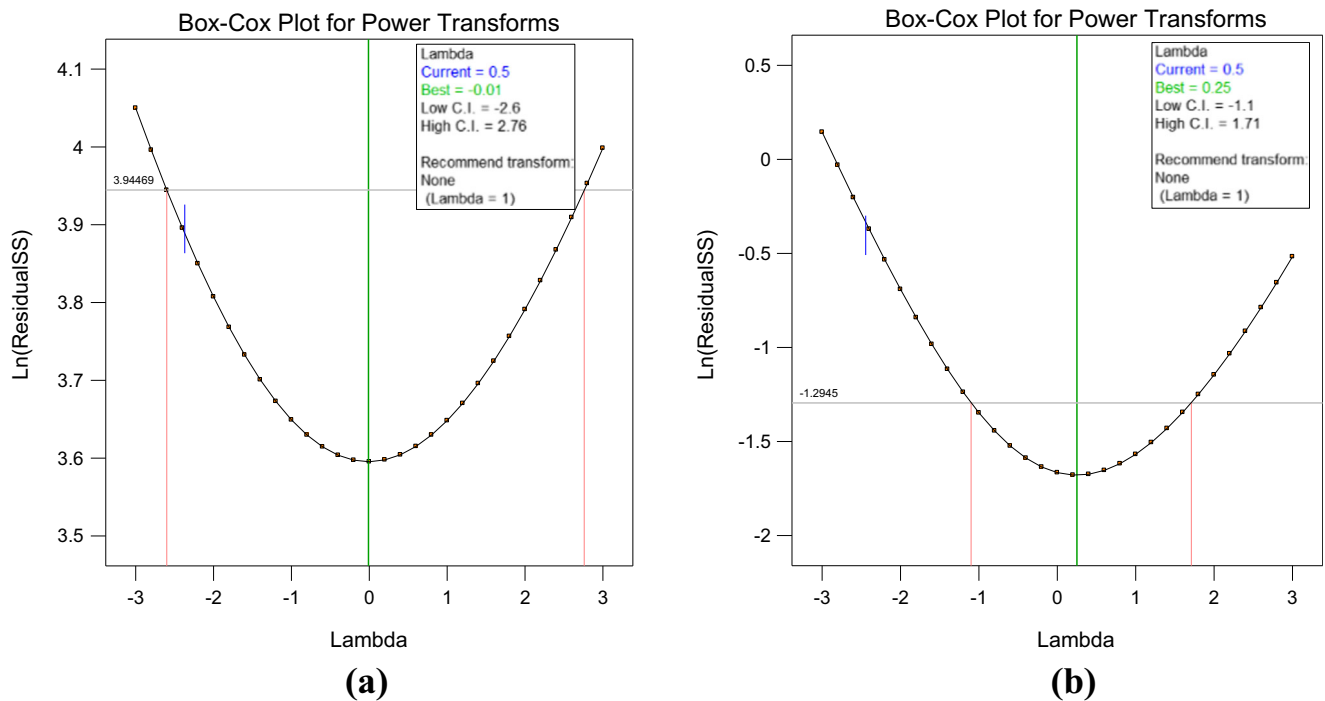 Box-Cox Plot for Power Transforms
Lambda
Current = 0.5
Best = -0.01
Low C.I. = -2.6
High C.I. = 2.76
Recommend transform:
None
(Lambda = 1)
4.1
4
3.9
3.8
3.7
3.6
3.5
3.94469
Ln(ResidualSS)
-3
-2
-1
0
1
2
3
Lambda
(a)
Box-Cox Plot for Power Transforms
Lambda
Current = 0.5
Best = 0.25
Low C.I. = -1.1
High C.I. = 1.71
Recommend transform:
None
(Lambda = 1)
0.5
0
-0.5
-1
-1.5
-2
-1.2945
Ln(ResidualSS)
-3
-2
-1
0
1
2
3
Lambda
(b)